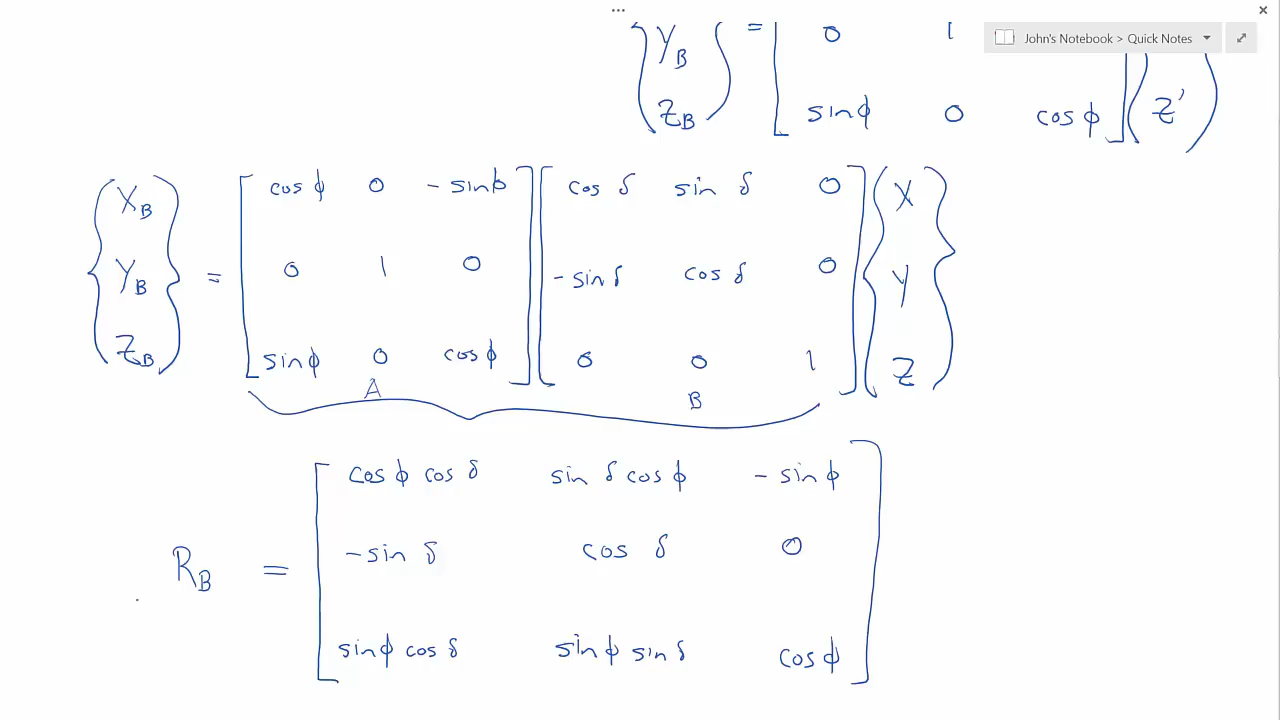 Y_B = 0 1
John's Notebook > Quick Notes
Z_B sinϕ 0 cosϕ Z'
X_B cosϕ 0 -sinϕ cos δ sin δ 0 X
Y_B = 0 1 0 -sinδ cos δ 0 Y
Z_B sinϕ 0 cosϕ 0 0 1 Z
A B
cosϕ cos δ sin δ cosϕ - sinϕ
R_B = -sin δ cos δ 0
sinϕ cos δ sinϕ sinδ cosϕ